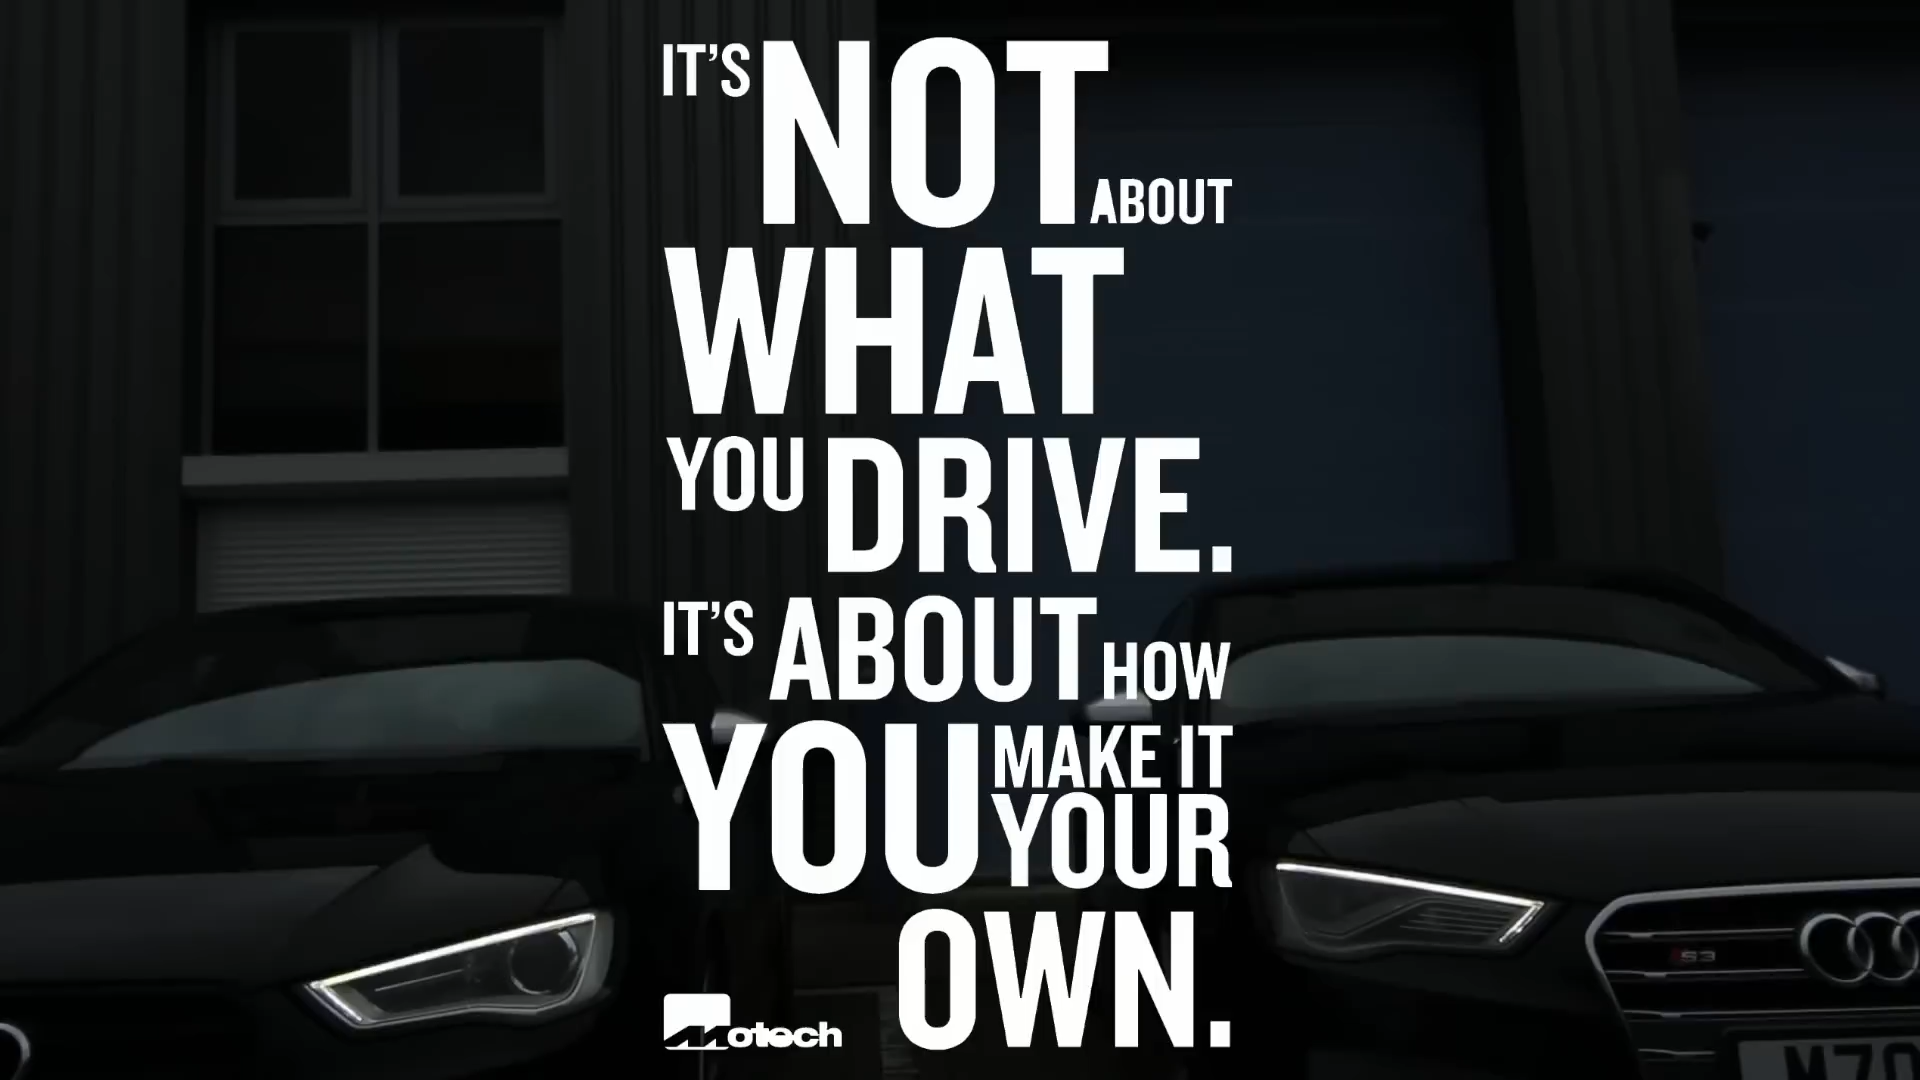 IT'S NOT ABOUT
WHAT
YOU DRIVE.
IT'S ABOUT HOW
YOU MAKE IT
YOUR
OWN.
Motech
S3